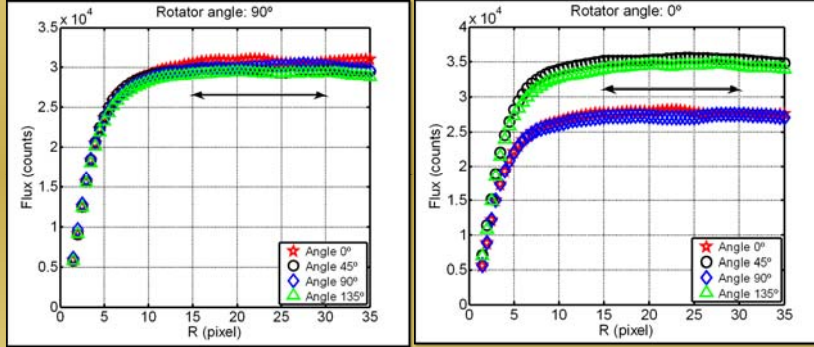 Rotator angle: 90º
x 10⁴
3.5
3
2.5
2
1.5
1
0.5
0
Flux (counts)
0 5 10 15 20 25 30 35
R (pixel)
Angle 0º
Angle 45º
Angle 90º
Angle 135º
Rotator angle: 0º
x 10⁴
4
3.5
3
2.5
2
1.5
1
0.5
0
Flux (counts)
0 5 10 15 20 25 30 35
R (pixel)
Angle 0º
Angle 45º
Angle 90º
Angle 135º